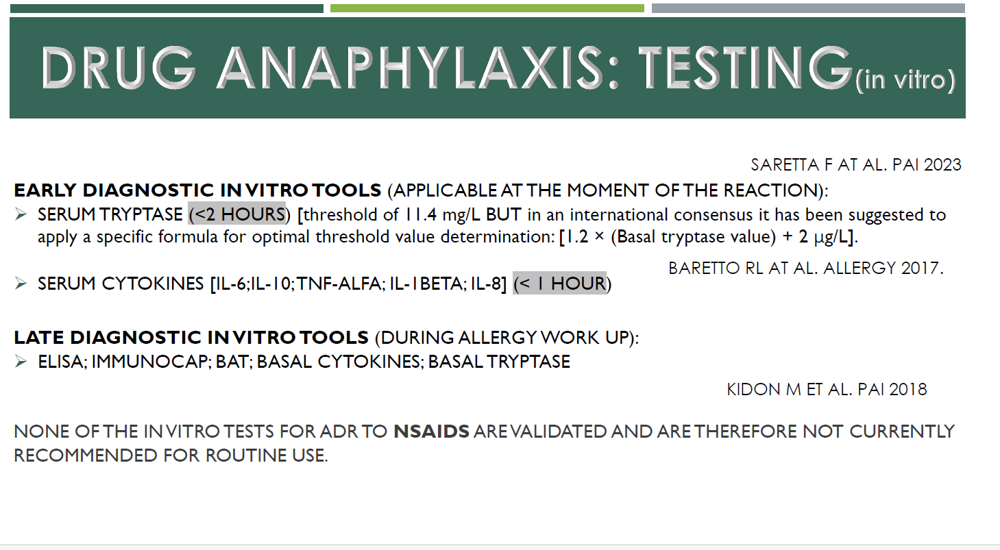 DRUG ANAPHYLAXIS: TESTING(in vitro)
SARETTA F AT AL. PAI 2023
EARLY DIAGNOSTIC IN VITRO TOOLS (APPLICABLE AT THE MOMENT OF THE REACTION):
➢ SERUM TRYPTASE (<2 HOURS) [threshold of 11.4 mg/L BUT in an international consensus it has been suggested to
apply a specific formula for optimal threshold value determination: [1.2 × (Basal tryptase value) + 2 µg/L].
BARETTO RL AT AL. ALLERGY 2017.
➢ SERUM CYTOKINES [IL-6;IL-10;TNF-ALFA; IL-1BETA; IL-8] (< 1 HOUR)
LATE DIAGNOSTIC IN VITRO TOOLS (DURING ALLERGY WORK UP):
➢ ELISA; IMMUNOCAP; BAT; BASAL CYTOKINES; BASAL TRYPTASE
KIDON M ET AL. PAI 2018
NONE OF THE IN VITRO TESTS FOR ADR TO NSAIDS ARE VALIDATED AND ARE THEREFORE NOT CURRENTLY
RECOMMENDED FOR ROUTINE USE.